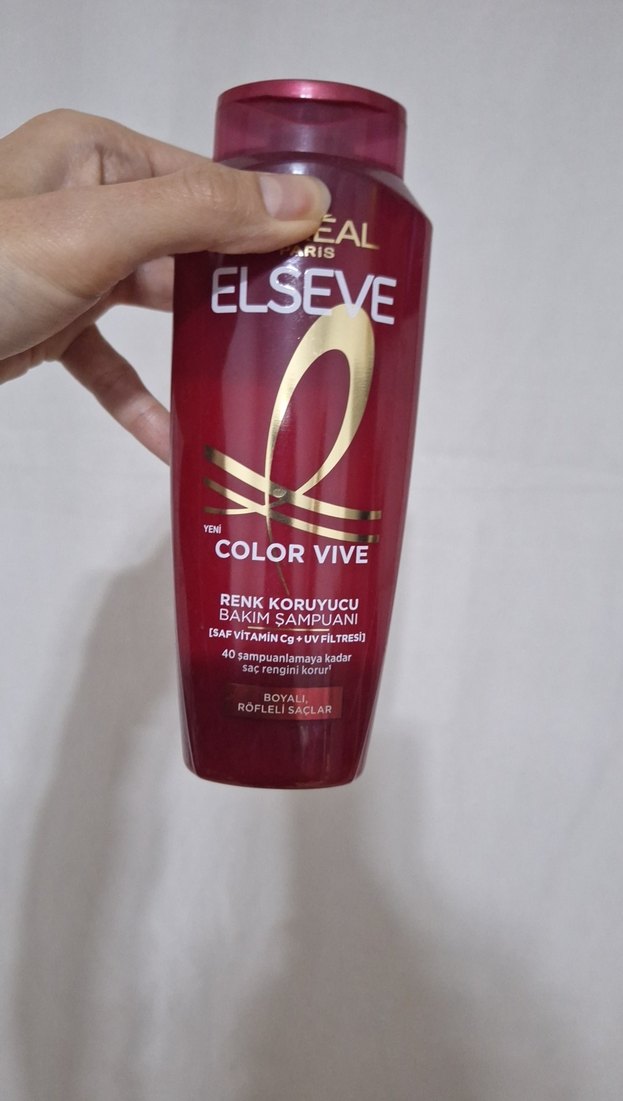 PARIS
ELSEVE
YENİ
COLOR VIVE
RENK KORUYUCU
BAKIM ŞAMPUANI
[SAF VİTAMİN Cg + UV FİLTRESİ]
40 şampuanlamaya kadar
saç rengini korur¹
BOYALI,
RÖFLELİ SAÇLAR